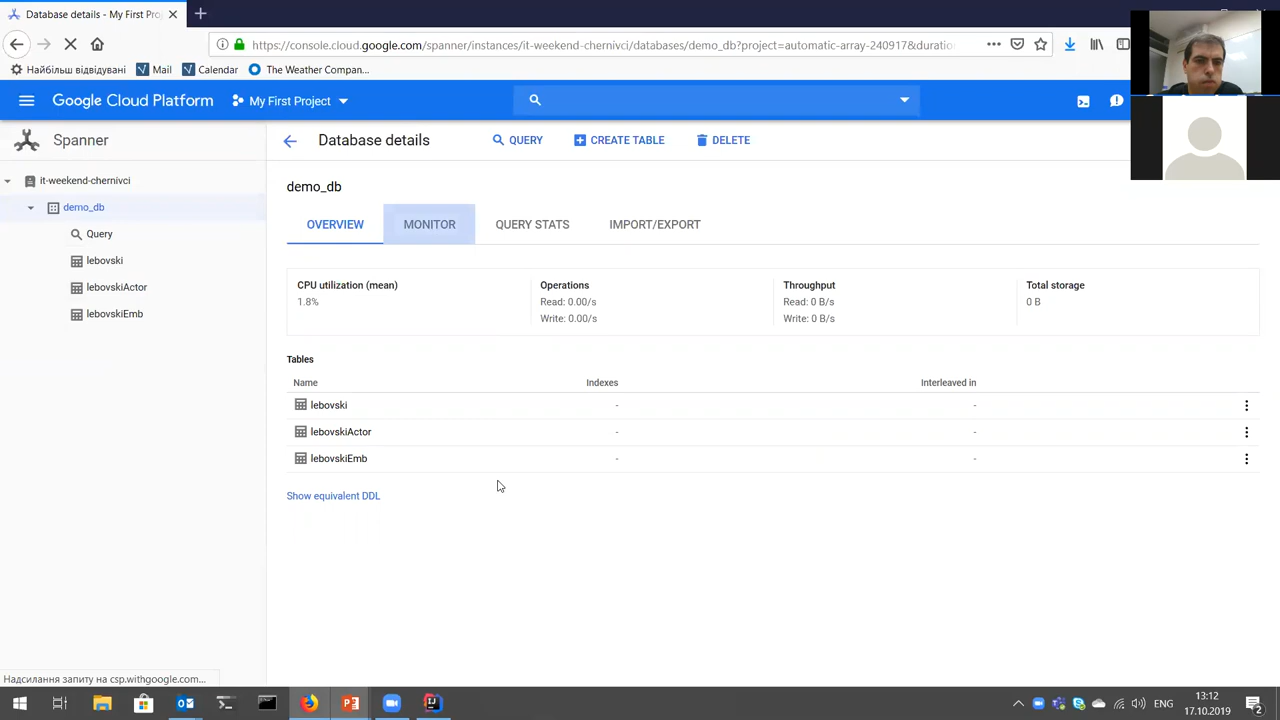 Database details - My First Pro
https://console.cloud.google.com/spanner/instances/it-weekend-chernivci/databases/demo_db?project=automatic-array-240917&duratio
Найбільш відвідувані
Mail
Calendar
The Weather Compan...
Google Cloud Platform
My First Project
Spanner
Database details
QUERY
CREATE TABLE
DELETE
it-weekend-chernivci
demo_db
Query
lebovski
lebovskiActor
lebovskiEmb
demo_db
OVERVIEW
MONITOR
QUERY STATS
IMPORT/EXPORT
CPU utilization (mean)
1.8%
Operations
Read: 0.00/s
Write: 0.00/s
Throughput
Read: 0 B/s
Write: 0 B/s
Total storage
0 B
Tables
Name Indexes Interleaved in
lebovski - -
lebovskiActor - -
lebovskiEmb - -
Show equivalent DDL
Надсилання запиту на csp.withgoogle.com...
ENG
13:12
17.10.2019
2